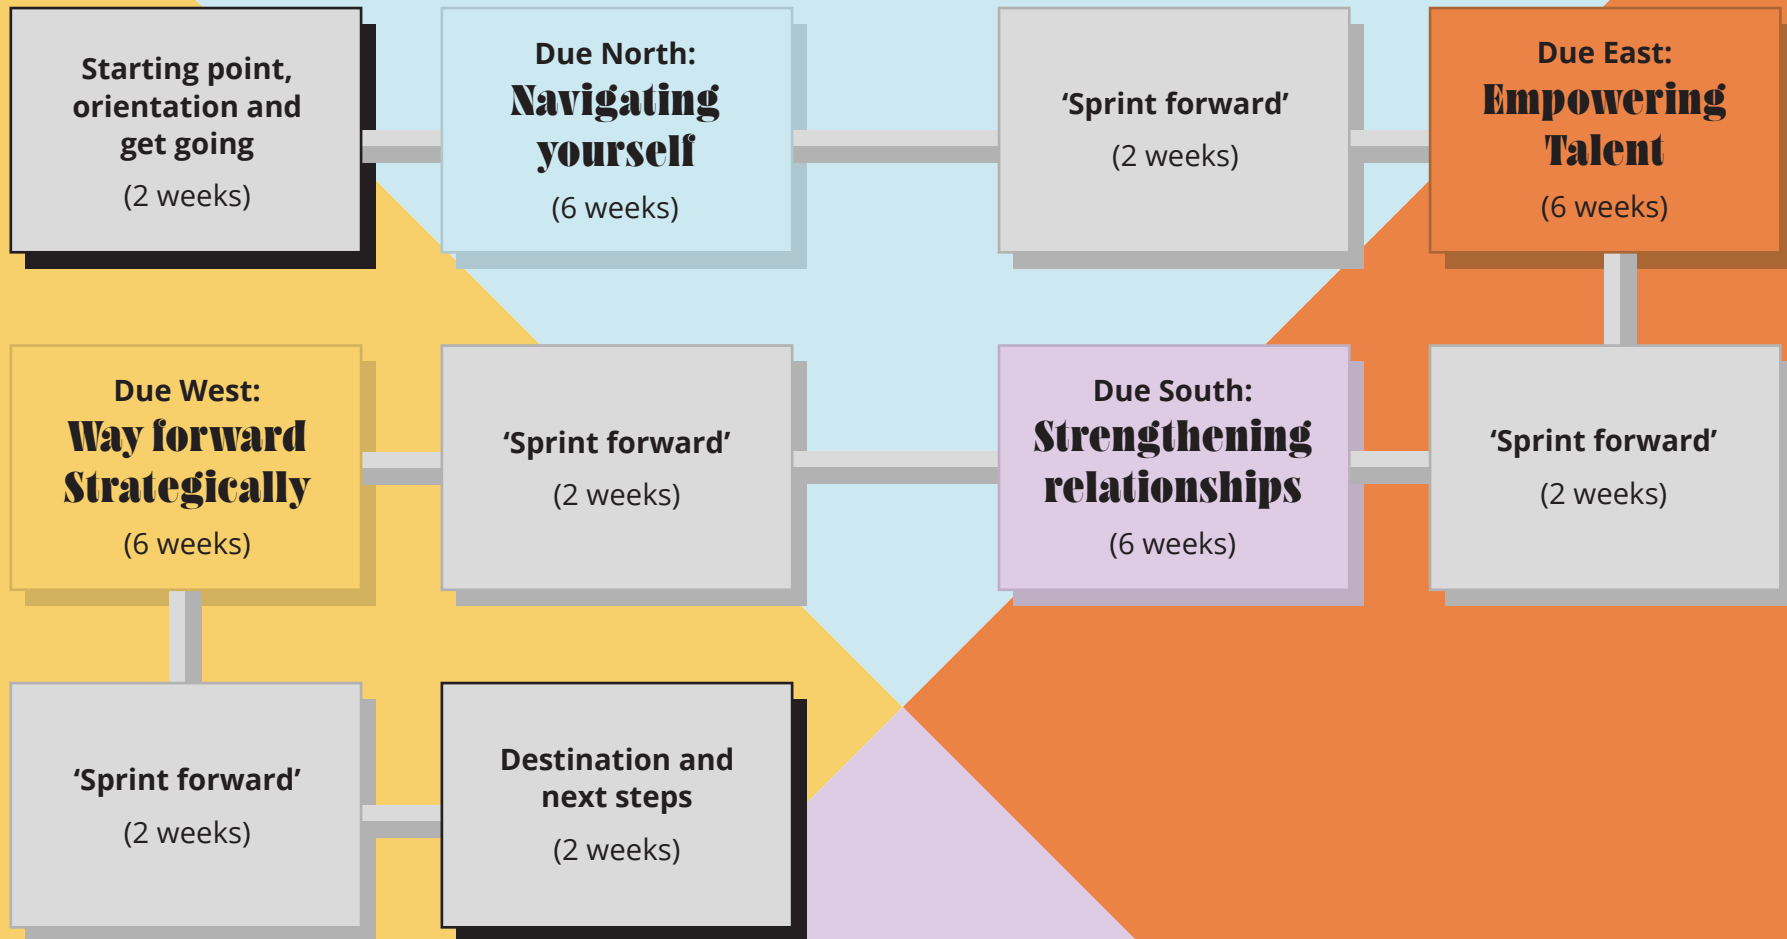 Starting point,
orientation and
get going
(2 weeks)
Due North:
Navigating
yourself
(6 weeks)
‘Sprint forward’
(2 weeks)
Due East:
Empowering
Talent
(6 weeks)
Due West:
Way forward
Strategically
(6 weeks)
‘Sprint forward’
(2 weeks)
Due South:
Strengthening
relationships
(6 weeks)
‘Sprint forward’
(2 weeks)
‘Sprint forward’
(2 weeks)
Destination and
next steps
(2 weeks)